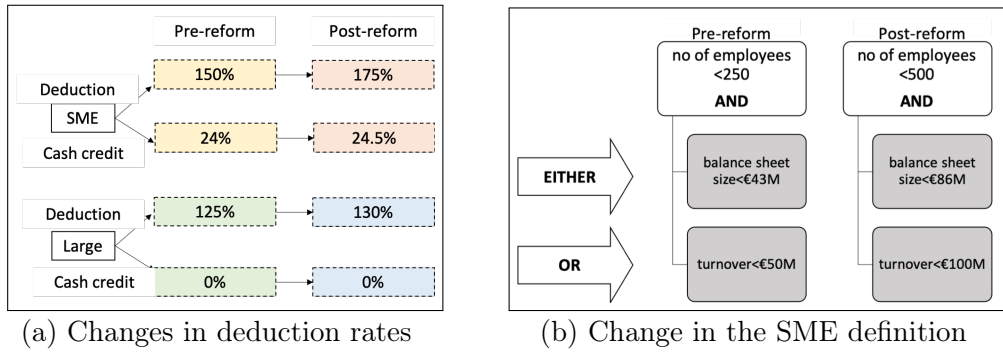 Pre-reform
Post-reform
150%
175%
Deduction
SME
24%
24.5%
Cash credit
125%
130%
Deduction
Large
Cash credit
0%
0%
(a) Changes in deduction rates
Pre-reform
Post-reform
no of employees
<250
AND
no of employees
<500
AND
EITHER
balance sheet
size<€43M
balance sheet
size<€86M
OR
turnover<€50M
turnover<€100M
(b) Change in the SME definition